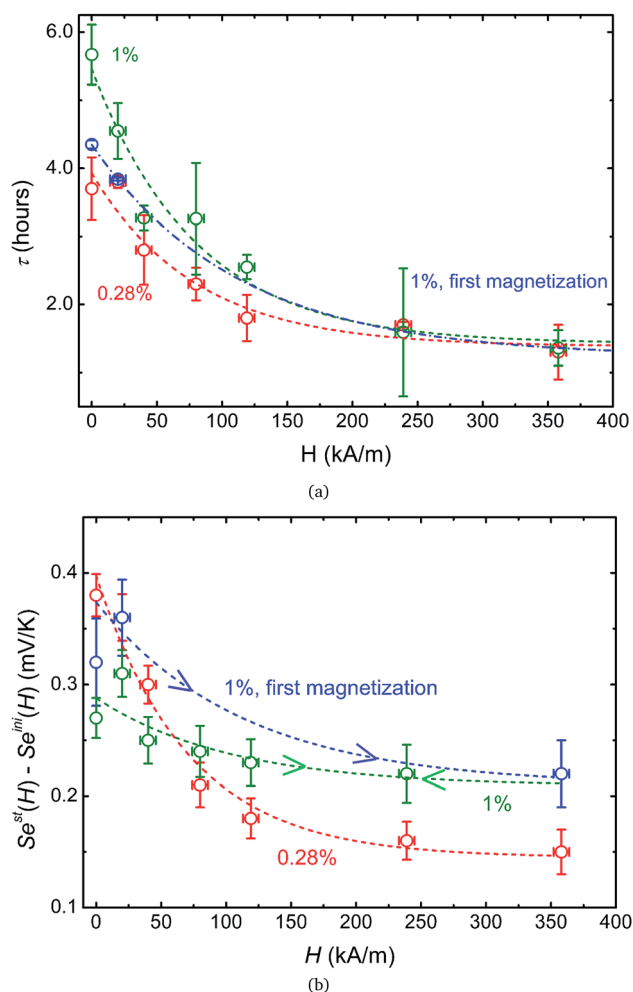 6.0
4.0
2.0
τ (hours)
1%
0.28%
1%, first magnetization
0 50 100 150 200 250 300 350 400
H (kA/m)
(a)
0.4
0.3
0.2
0.1
Se^st(H) - Se^ini(H) (mV/K)
1%, first magnetization
1%
0.28%
0 50 100 150 200 250 300 350 400
H (kA/m)
(b)